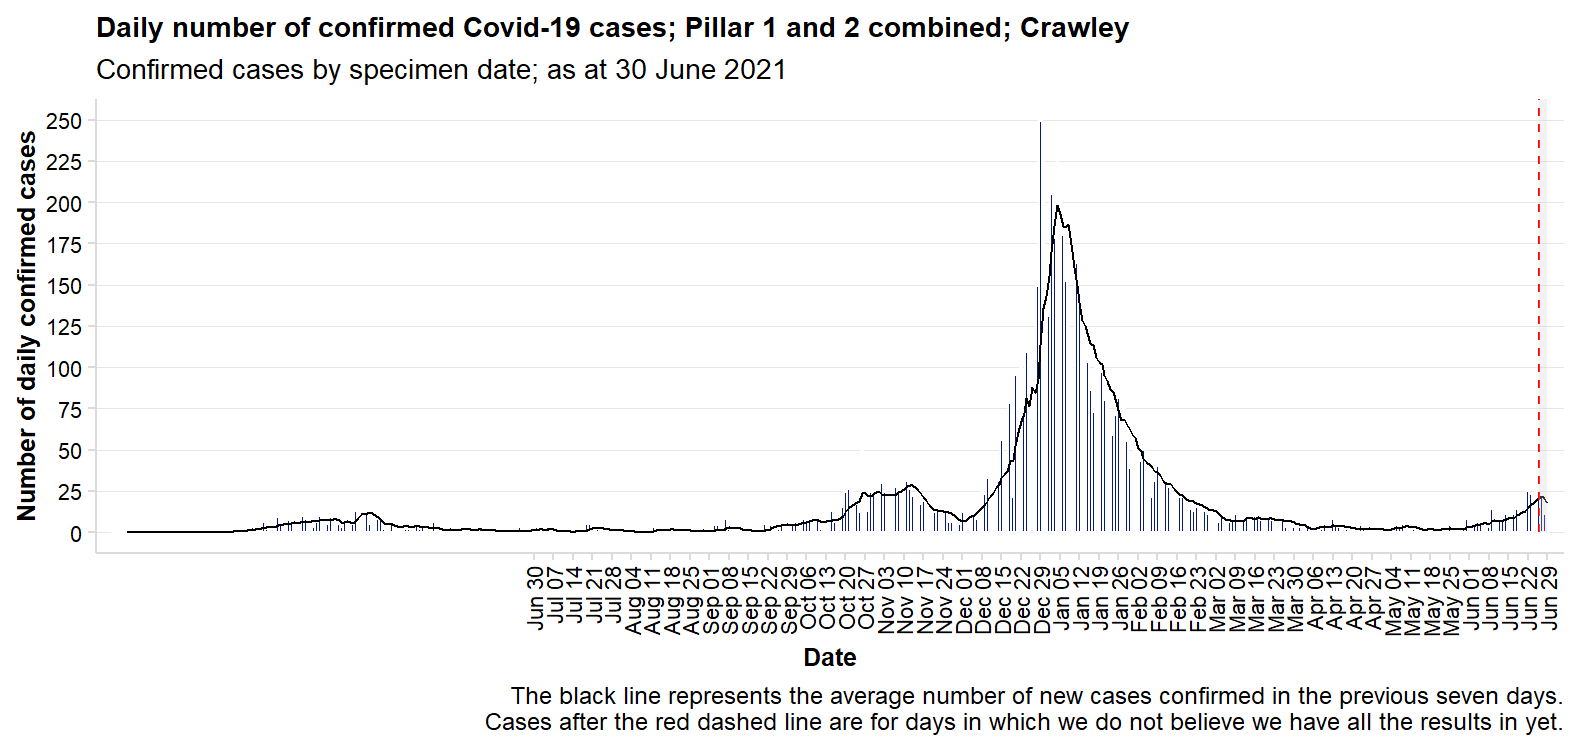 Daily number of confirmed Covid-19 cases; Pillar 1 and 2 combined; Crawley
Confirmed cases by specimen date; as at 30 June 2021
Number of daily confirmed cases
250
225
200
175
150
125
100
75
50
25
0
Jun 30
Jul 07
Jul 14
Jul 21
Jul 28
Aug 04
Aug 11
Aug 18
Aug 25
Sep 01
Sep 08
Sep 15
Sep 22
Sep 29
Oct 06
Oct 13
Oct 20
Oct 27
Nov 03
Nov 10
Nov 17
Nov 24
Dec 01
Dec 08
Dec 15
Dec 22
Dec 29
Jan 05
Jan 12
Jan 19
Jan 26
Feb 02
Feb 09
Feb 16
Feb 23
Mar 02
Mar 09
Mar 16
Mar 23
Mar 30
Apr 06
Apr 13
Apr 20
Apr 27
May 04
May 11
May 18
May 25
Jun 01
Jun 08
Jun 15
Jun 22
Jun 29
Date
The black line represents the average number of new cases confirmed in the previous seven days.
Cases after the red dashed line are for days in which we do not believe we have all the results in yet.